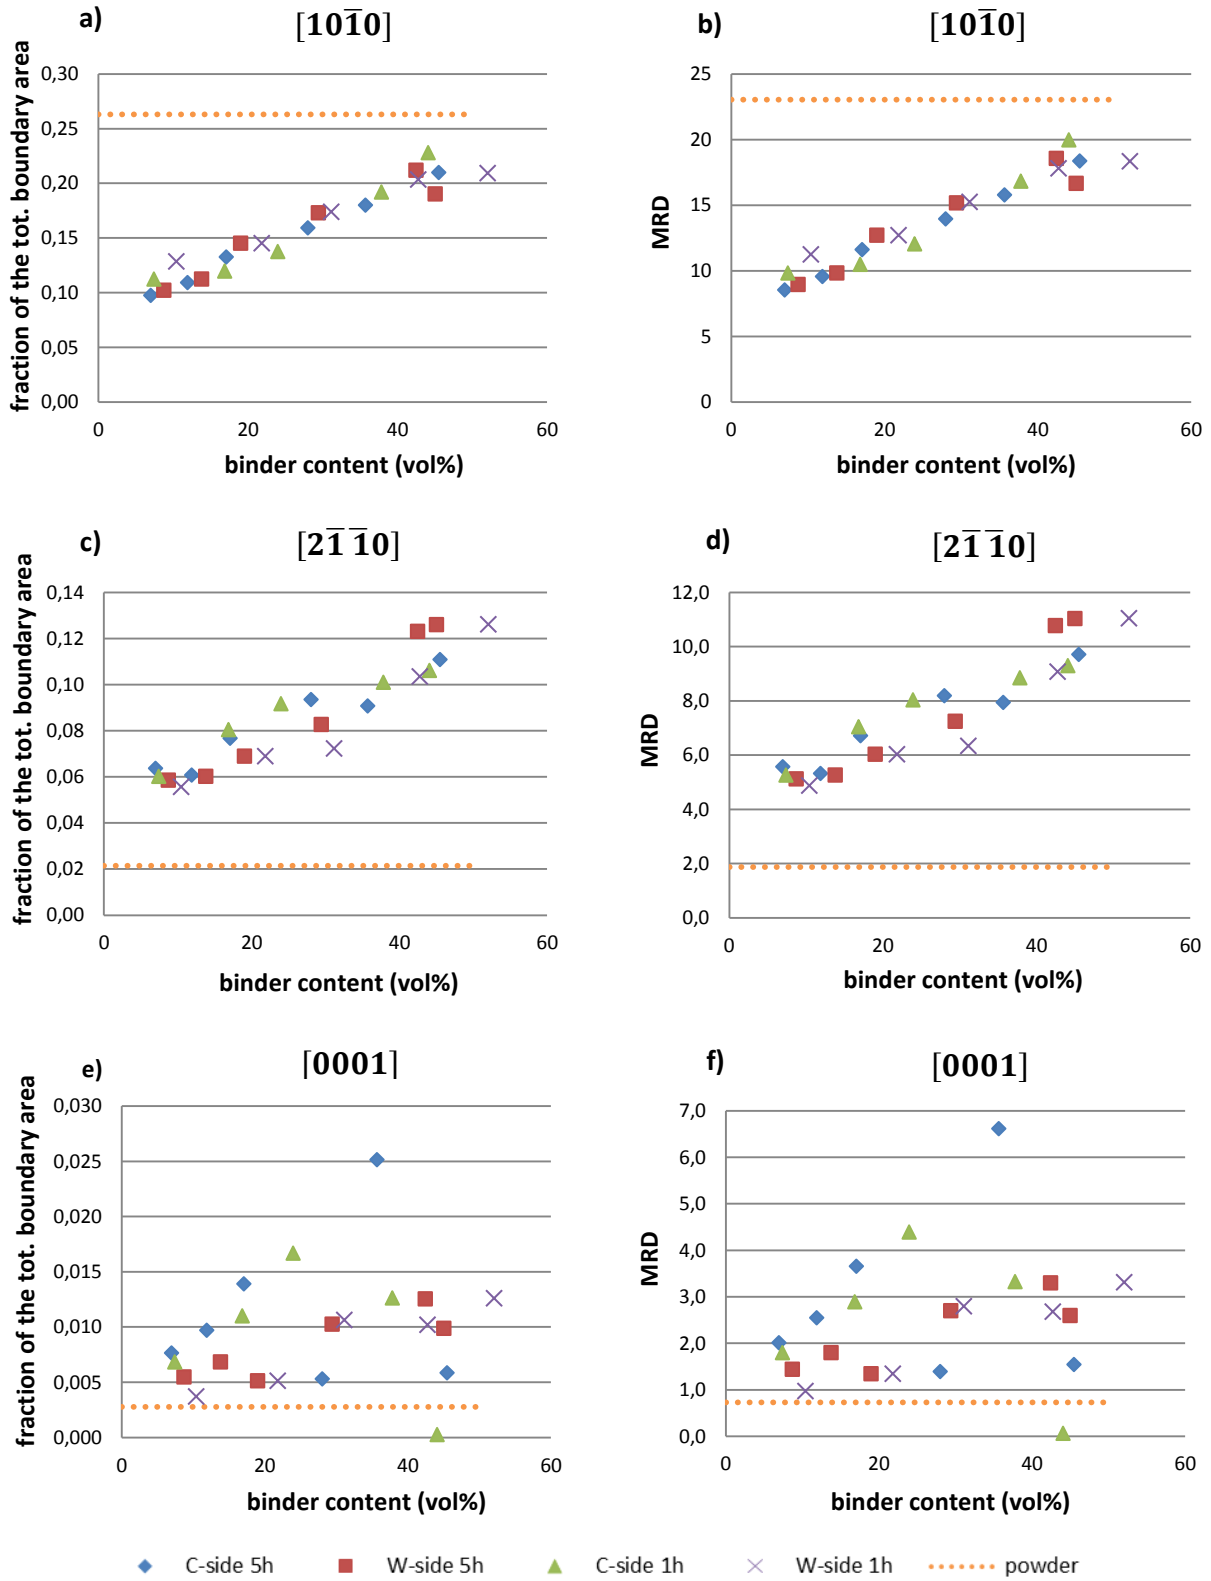 a)
[101̅0]
fraction of the tot. boundary area
0,30
0,25
0,20
0,15
0,10
0,05
0,00
0 20 40 60
binder content (vol%)
b)
[101̅0]
MRD
25
20
15
10
5
0
0 20 40 60
binder content (vol%)
c)
[21̅ 1̅0]
fraction of the tot. boundary area
0,14
0,12
0,10
0,08
0,06
0,04
0,02
0,00
0 20 40 60
binder content (vol%)
d)
[21̅ 1̅0]
MRD
12,0
10,0
8,0
6,0
4,0
2,0
0,0
0 20 40 60
binder content (vol%)
e)
[0001]
fraction of the tot. boundary area
0,030
0,025
0,020
0,015
0,010
0,005
0,000
0 20 40 60
binder content (vol%)
f)
[0001]
MRD
7,0
6,0
5,0
4,0
3,0
2,0
1,0
0,0
0 20 40 60
binder content (vol%)
C-side 5h W-side 5h C-side 1h W-side 1h powder